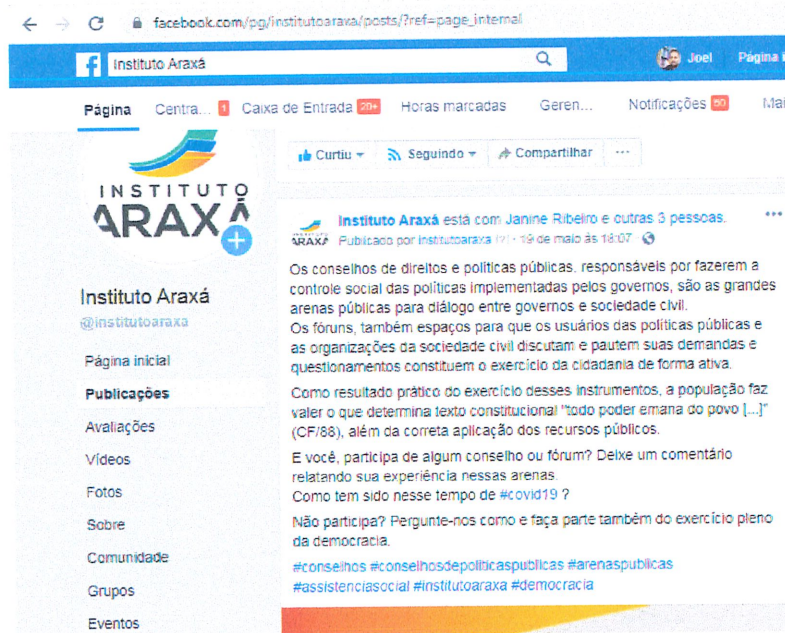 facebook.com/pg/institutoaraxa/posts/?ref=page_internal
Instituto Araxá
Joel
Página i
Página
Centra... 1
Caixa de Entrada 20+
Horas marcadas
Geren...
Notificações 50
Mai
INSTITUTO
ARAXÁ
Curtiu
Seguindo
Compartilhar
...
Instituto Araxá
@institutoaraxa
Página inicial
Publicações
Avaliações
Vídeos
Fotos
Sobre
Comunidade
Grupos
Eventos
ARAXÁ
Instituto Araxá está com Janine Ribeiro e outras 3 pessoas.
Publicado por institutoaraxa [?] · 19 de maio às 18:07 ·
Os conselhos de direitos e políticas públicas, responsáveis por fazerem a
controle social das políticas implementadas pelos governos, são as grandes
arenas públicas para diálogo entre governos e sociedade civil.
Os fóruns, também espaços para que os usuários das políticas públicas e
as organizações da sociedade civil discutam e pautem suas demandas e
questionamentos constituem o exercício da cidadania de forma ativa.
Como resultado prático do exercício desses instrumentos, a população faz
valer o que determina texto constitucional "todo poder emana do povo [...]"
(CF/88), além da correta aplicação dos recursos públicos.
E você, participa de algum conselho ou fórum? Deixe um comentário
relatando sua experiência nessas arenas.
Como tem sido nesse tempo de #covid19 ?
Não participa? Pergunte-nos como e faça parte também do exercício pleno
da democracia.
#conselhos #conselhosdepoliticaspublicas #arenaspublicas
#assistenciasocial #institutoaraxa #democracia